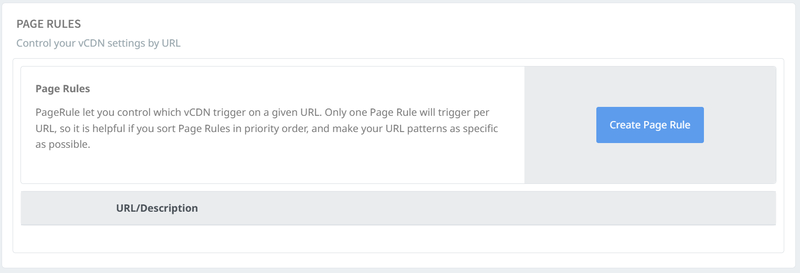 PAGE RULES
Control your vCDN settings by URL
Page Rules
PageRule let you control which vCDN trigger on a given URL. Only one Page Rule will trigger per
URL, so it is helpful if you sort Page Rules in priority order, and make your URL patterns as specific
as possible.
Create Page Rule
URL/Description